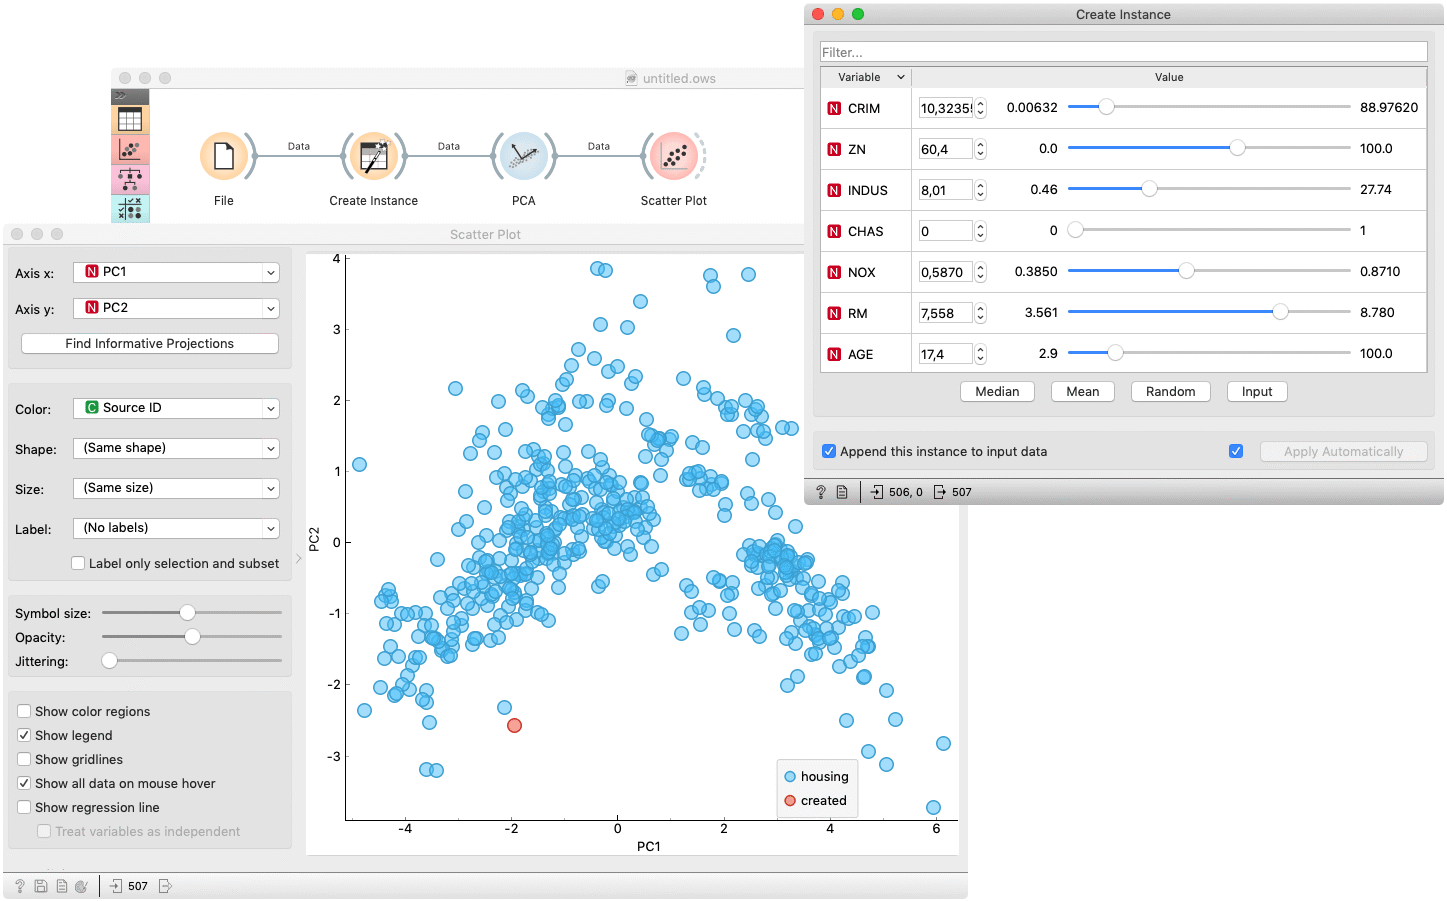 Create Instance
Filter...
Variable Value
N CRIM 10,3235 0.00632 88.97620
N ZN 60,4 0.0 100.0
N INDUS 8,01 0.46 27.74
N CHAS 0 0 1
N NOX 0,5870 0.3850 0.8710
N RM 7,558 3.561 8.780
N AGE 17,4 2.9 100.0
Median Mean Random Input
Append this instance to input data Apply Automatically
? 506, 0 507
untitled.ows
Data Data Data
File Create Instance PCA Scatter Plot
Scatter Plot
Axis x: N PC1
Axis y: N PC2
Find Informative Projections
Color: C Source ID
Shape: (Same shape)
Size: (Same size)
Label: (No labels)
Label only selection and subset
Symbol size:
Opacity:
Jittering:
Show color regions
Show legend
Show gridlines
Show all data on mouse hover
Show regression line
Treat variables as independent
? 507
4
3
2
1
0
-1
-2
-3
PC2
-4 -2 0 2 4 6
PC1
housing
created